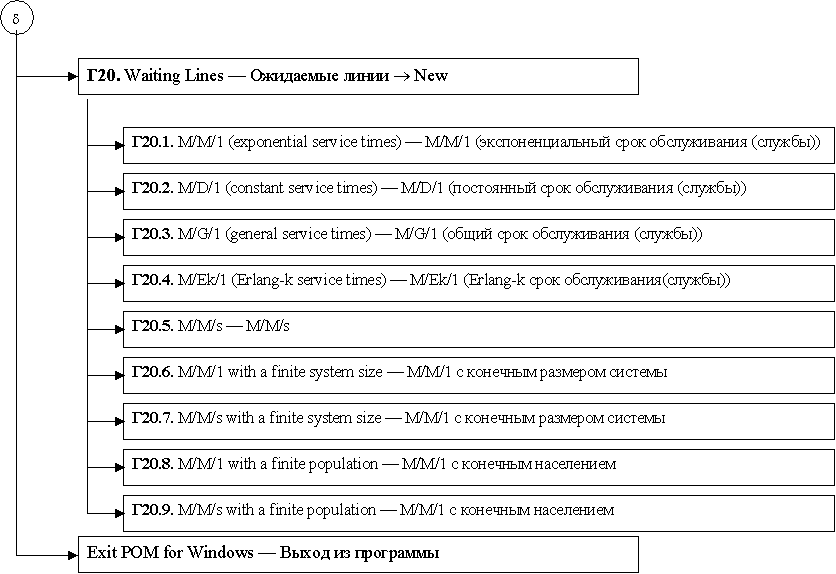 δ
Г20. Waiting Lines — Ожидаемые линии → New
Г20.1. M/M/1 (exponential service times) — M/M/1 (экспоненциальный срок обслуживания (службы))
Г20.2. M/D/1 (constant service times) — M/D/1 (постоянный срок обслуживания (службы))
Г20.3. M/G/1 (general service times) — M/G/1 (общий срок обслуживания (службы))
Г20.4. M/Ek/1 (Erlang-k service times) — M/Ek/1 (Erlang-k срок обслуживания(службы))
Г20.5. M/M/s — M/M/s
Г20.6. M/M/1 with a finite system size — M/M/1 с конечным размером системы
Г20.7. M/M/s with a finite system size — M/M/1 с конечным размером системы
Г20.8. M/M/1 with a finite population — M/M/1 с конечным населением
Г20.9. M/M/s with a finite population — M/M/1 с конечным населением
Exit POM for Windows — Выход из программы